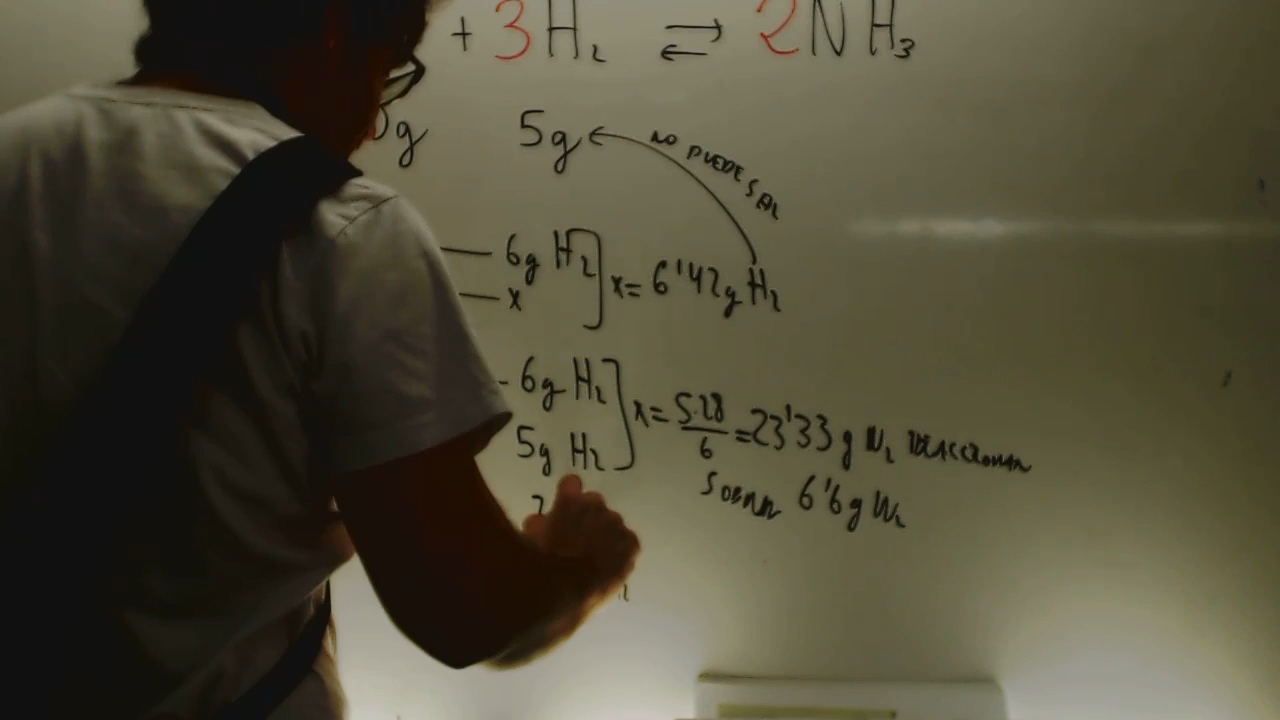 + 3H₂ ⇌ 2NH₃
0g 5g NO PUEDE SER
6g H₂
x x= 6'42g H₂
6g H₂
5g H₂ x= 5·28/6 =23'33 g N₂ REACCIONAN
SOBRAN 6'6g N₂